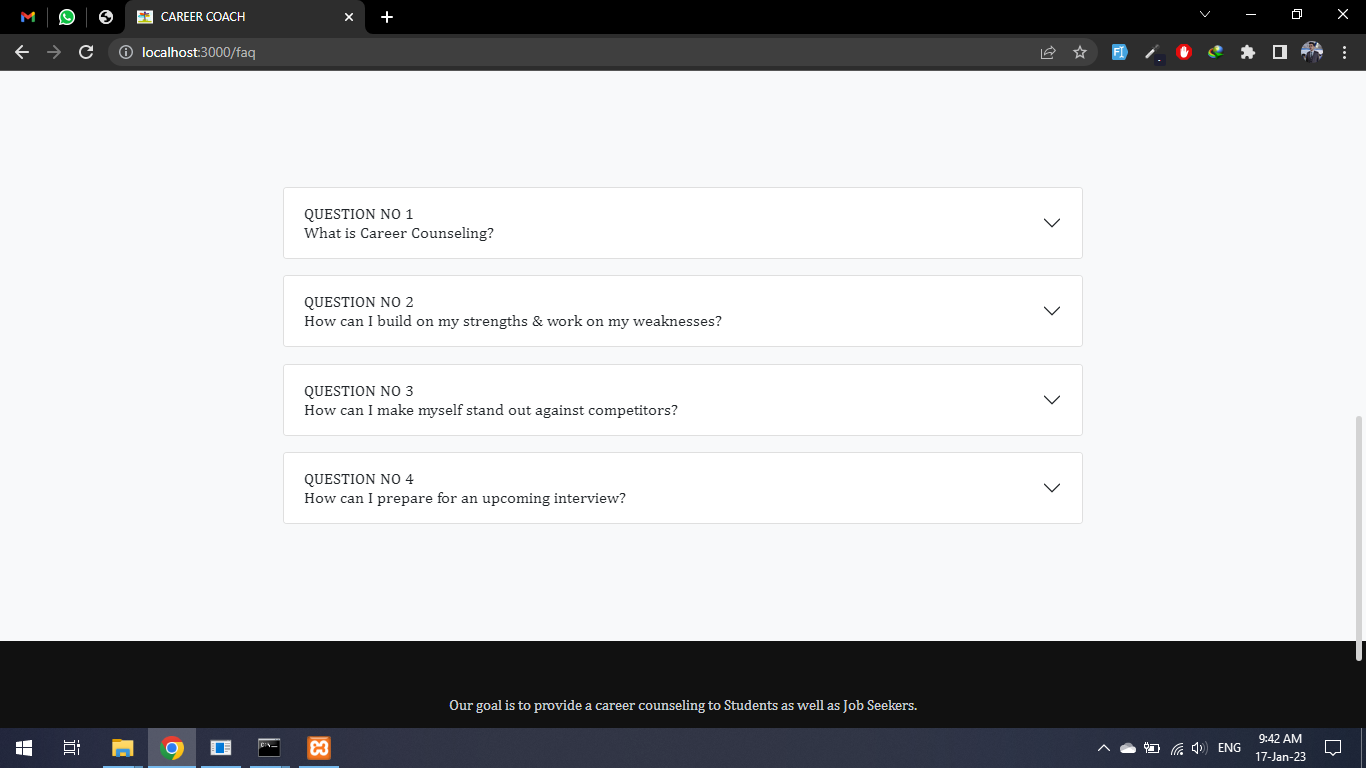 CAREER COACH
localhost:3000/faq
QUESTION NO 1
What is Career Counseling?
QUESTION NO 2
How can I build on my strengths & work on my weaknesses?
QUESTION NO 3
How can I make myself stand out against competitors?
QUESTION NO 4
How can I prepare for an upcoming interview?
Our goal is to provide a career counseling to Students as well as Job Seekers.
ENG
9:42 AM
17-Jan-23